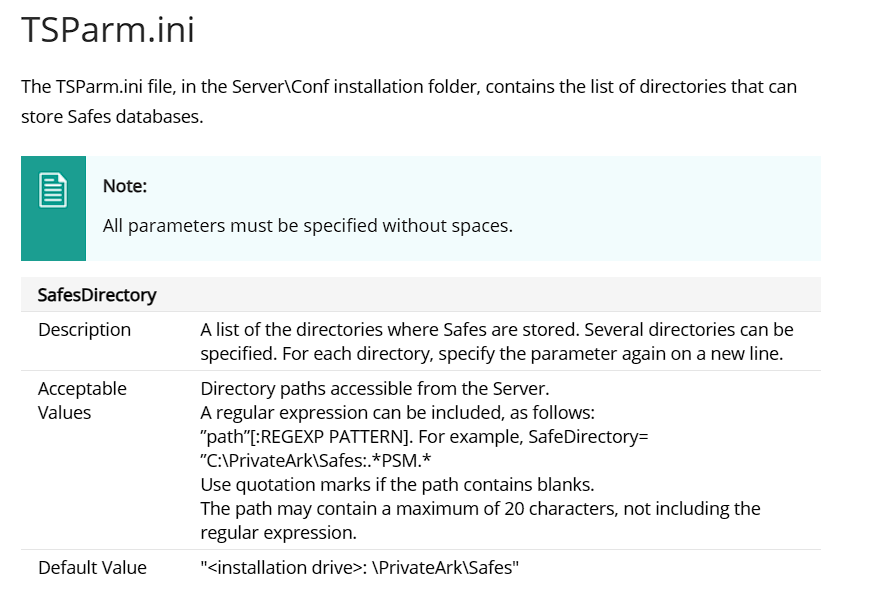 TSParm.ini
The TSParm.ini file, in the Server\Conf installation folder, contains the list of directories that can
store Safes databases.
Note:
All parameters must be specified without spaces.
SafesDirectory
Description
A list of the directories where Safes are stored. Several directories can be
specified. For each directory, specify the parameter again on a new line.
Acceptable
Values
Directory paths accessible from the Server.
A regular expression can be included, as follows:
”path”[:REGEXP PATTERN]. For example, SafeDirectory=
”C:\PrivateArk\Safes:.*PSM.*
Use quotation marks if the path contains blanks.
The path may contain a maximum of 20 characters, not including the
regular expression.
Default Value
"<installation drive>: \PrivateArk\Safes"